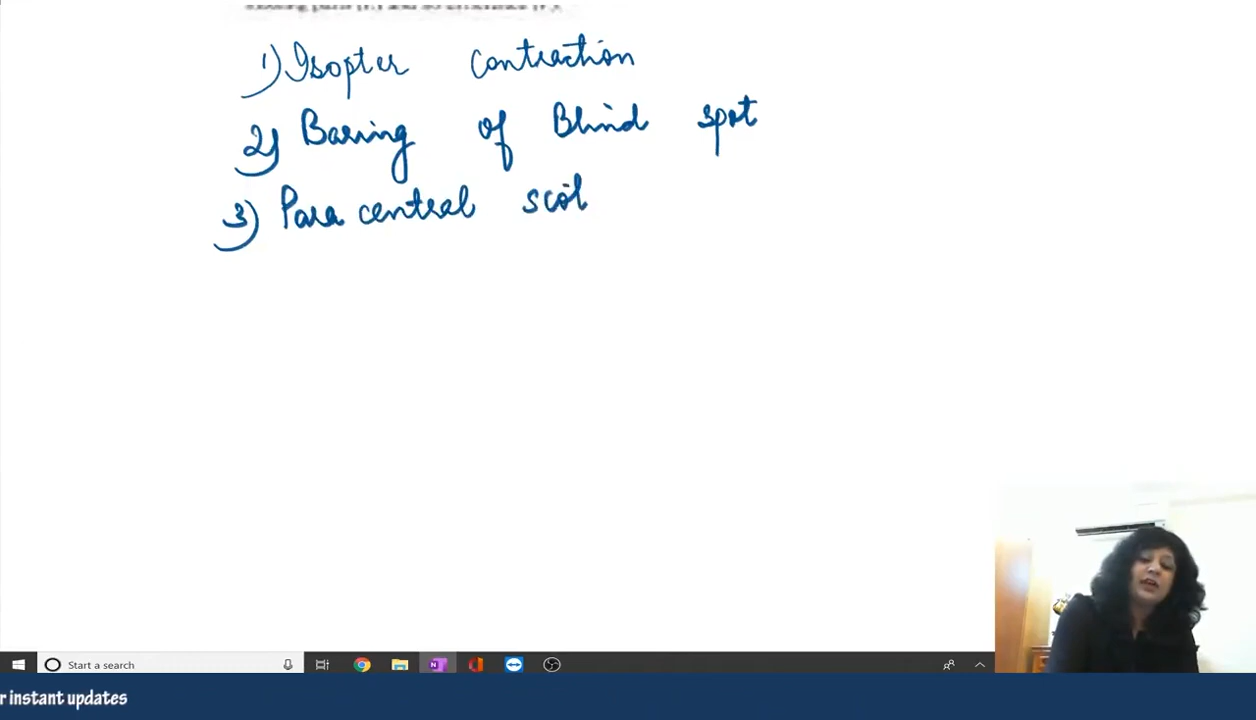 1) Isopter contraction
2) Baring of Blind spot
3) Para central scot
Start a search
r instant updates